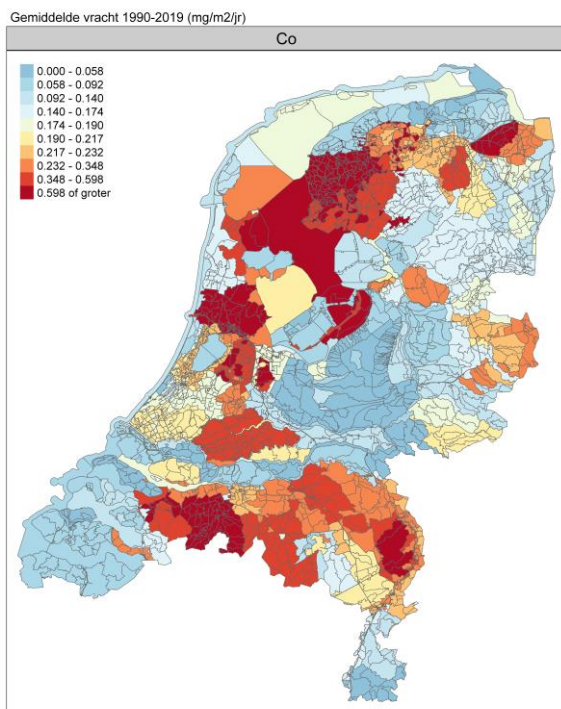 Gemiddelde vracht 1990-2019 (mg/m2/jr)
Co
0.000 - 0.058
0.058 - 0.092
0.092 - 0.140
0.140 - 0.174
0.174 - 0.190
0.190 - 0.217
0.217 - 0.232
0.232 - 0.348
0.348 - 0.598
0.598 of groter